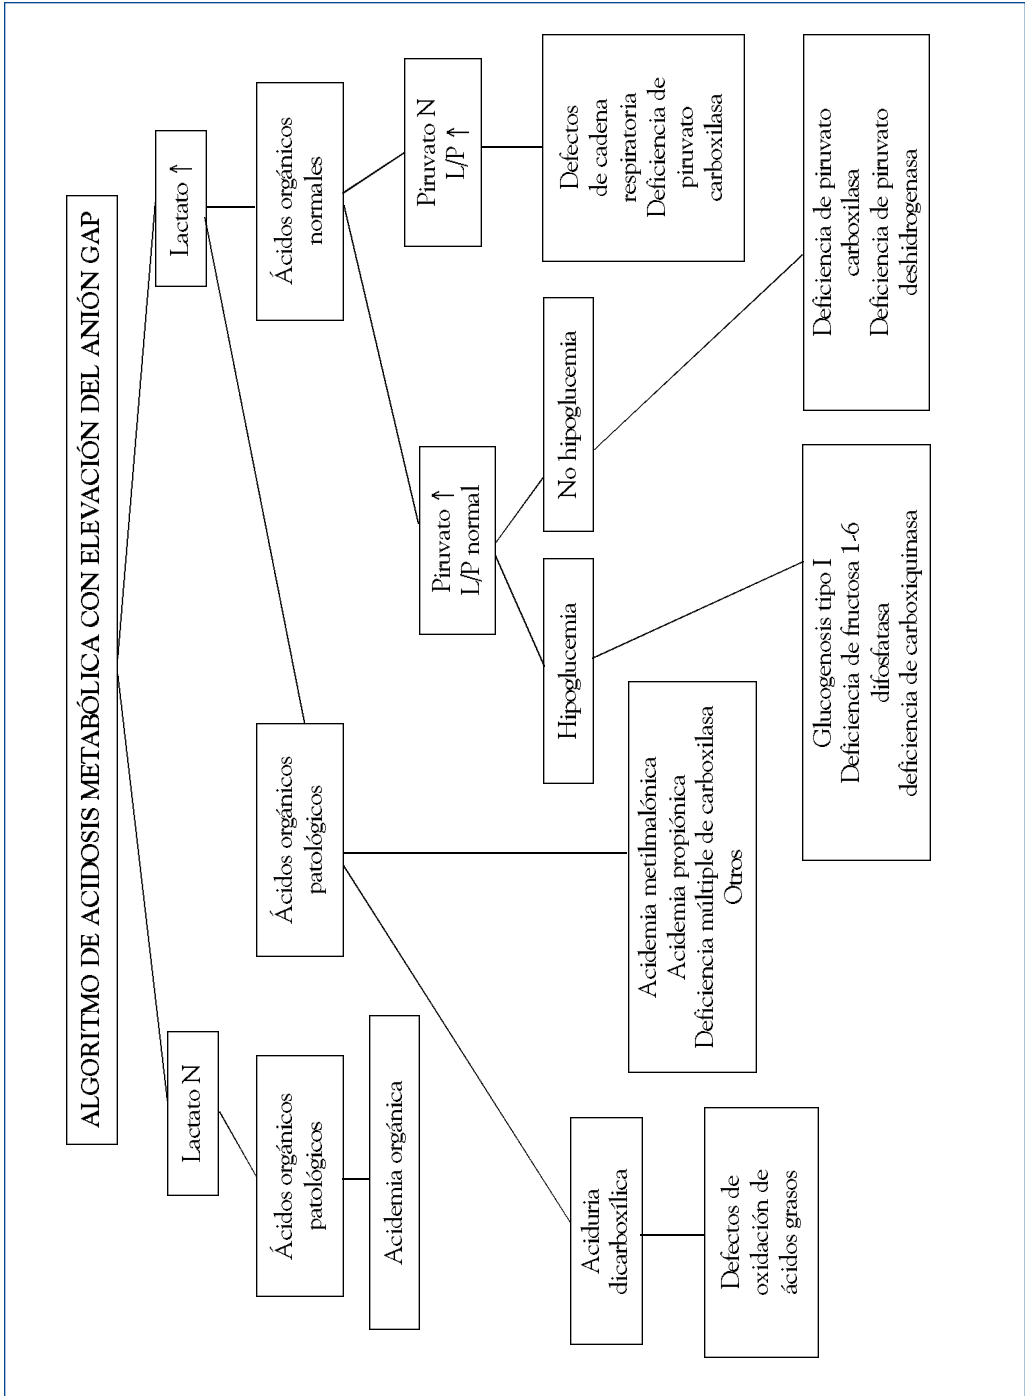 ALGORITMO DE ACIDOSIS METABÓLICA CON ELEVACIÓN DEL ANIÓN GAP
Lactato N
Lactato ↑
Ácidos orgánicos
patológicos
Ácidos orgánicos
patológicos
Ácidos orgánicos
normales
Acidemia orgánica
Piruvato ↑
L/P normal
Piruvato N
L/P ↑
Aciduria
dicarboxílica
Hipoglucemia
No hipoglucemia
Defectos
de cadena
respiratoria
Deficiencia de
piruvato
carboxilasa
Acidemia metilmalónica
Acidemia propiónica
Deficiencia múltiple de carboxilasa
Otros
Defectos de
oxidación de
ácidos grasos
Glucogenosis tipo I
Deficiencia de fructosa 1-6
difosfatasa
deficiencia de carboxiquinasa
Deficiencia de piruvato
carboxilasa
Deficiencia de piruvato
deshidrogenasa